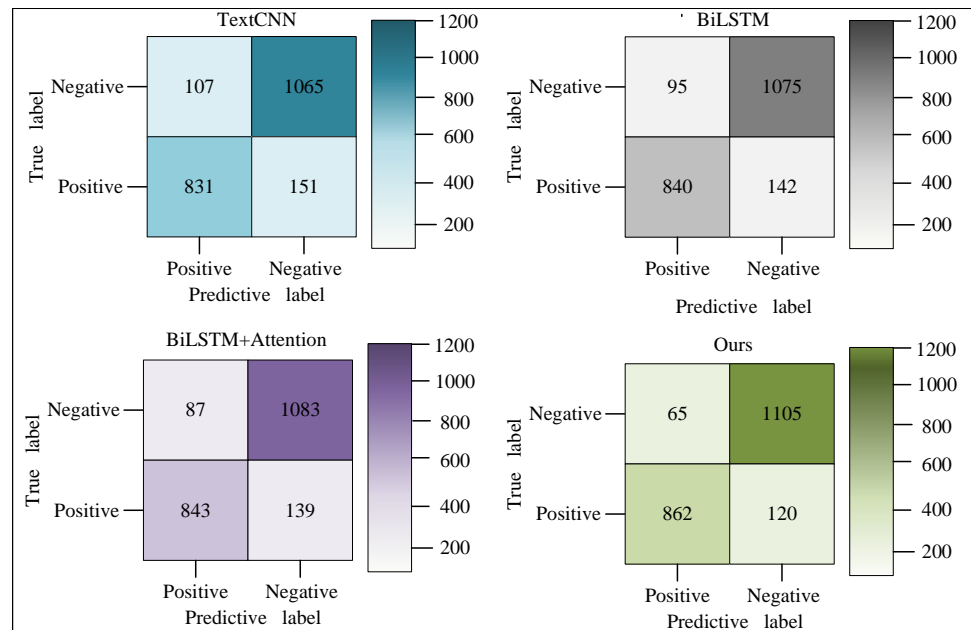 TextCNN
Negative
107
1065
Positive
831
151
Positive
Negative
Predictive label
True label
1200
1000
800
600
400
200
' BiLSTM
Negative
95
1075
Positive
840
142
Positive
Negative
Predictive label
True label
1200
1000
800
600
400
200
BiLSTM+Attention
Negative
87
1083
Positive
843
139
Positive
Negative
Predictive label
True label
1200
1000
800
600
400
200
Ours
Negative
65
1105
Positive
862
120
Positive
Negative
Predictive label
True label
1200
1000
800
600
400
200